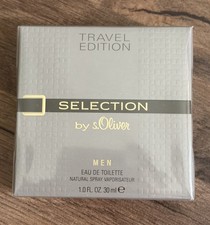 TRAVEL
EDITION
SELECTION
by s.Oliver
MEN
EAU DE TOILETTE
NATURAL SPRAY VAPORISATEUR
1.0 FL. OZ. 30 ml ℮